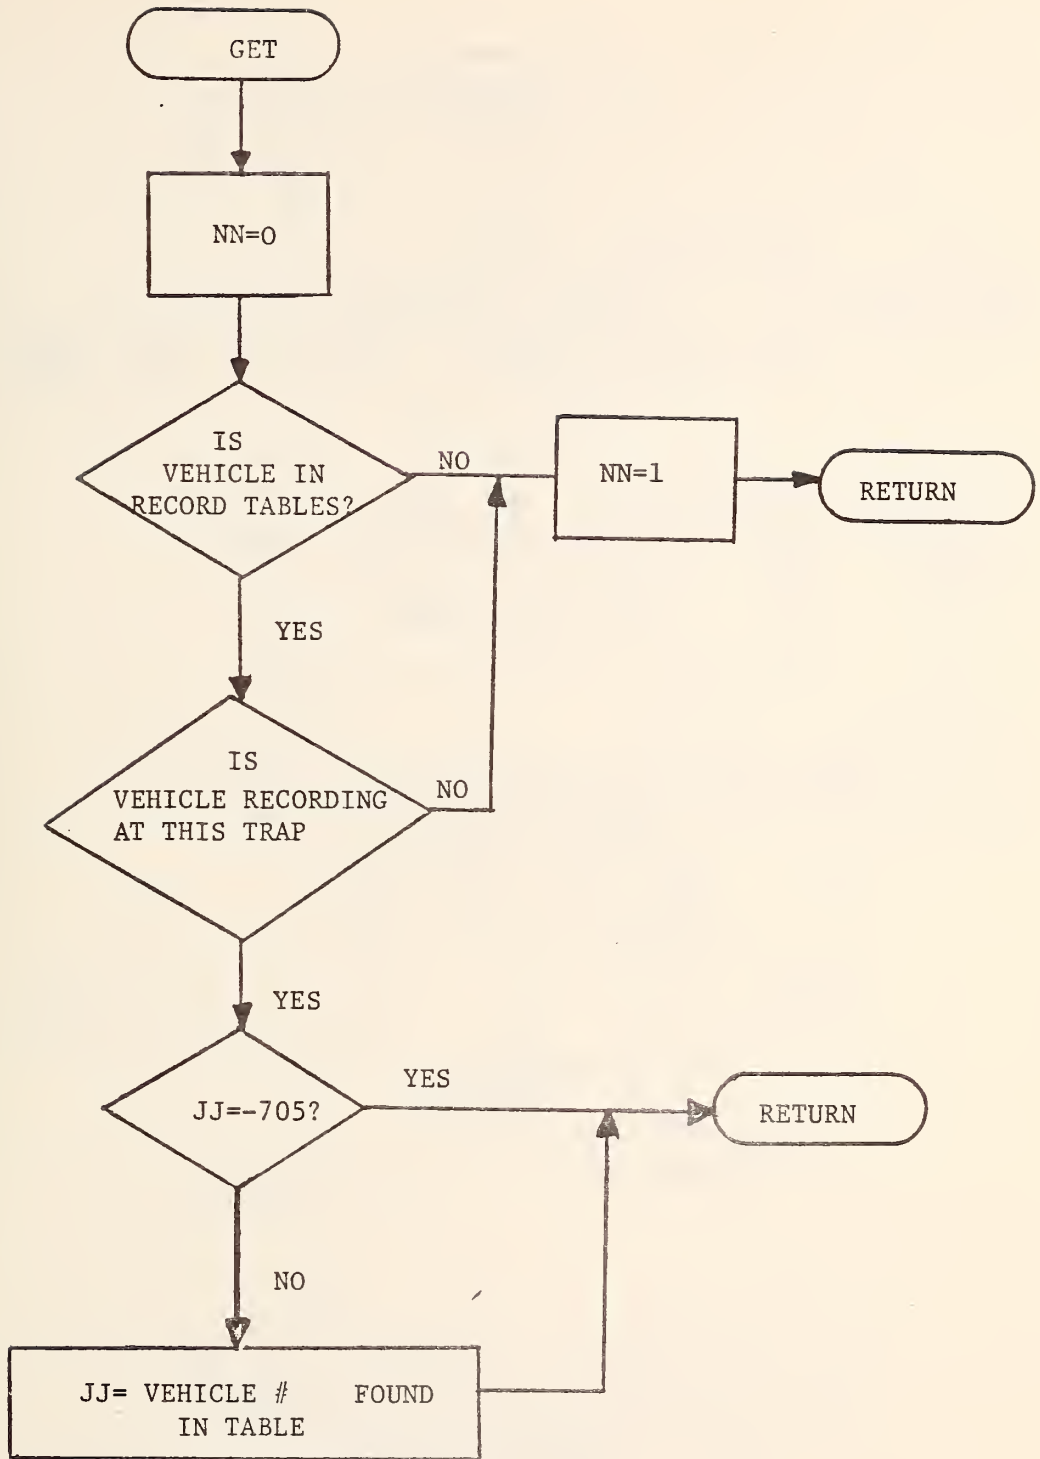 GET
NN=0
IS
VEHICLE IN
RECORD TABLES?
NO
NN=1
RETURN
YES
IS
VEHICLE RECORDING
AT THIS TRAP
NO
YES
JJ=-705?
YES
RETURN
NO
JJ= VEHICLE # FOUND
IN TABLE